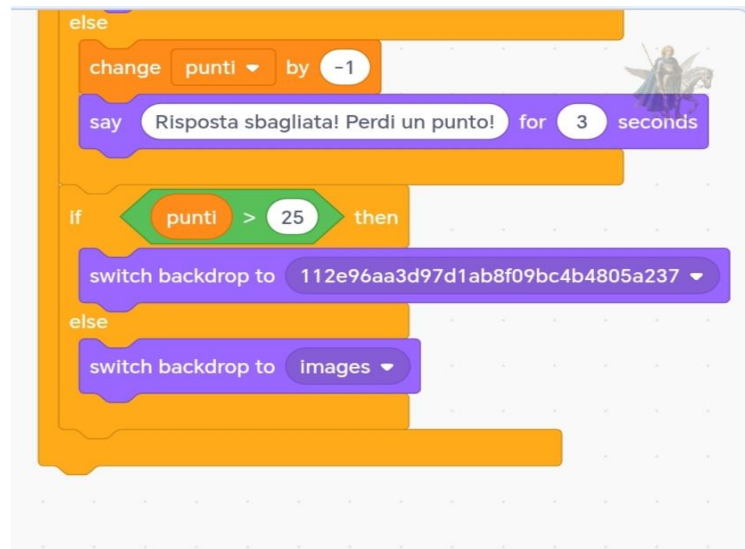 else
change punti by -1
say Risposta sbagliata! Perdi un punto! for 3 seconds
if punti > 25 then
switch backdrop to 112e96aa3d97d1ab8f09bc4b4805a237
else
switch backdrop to images